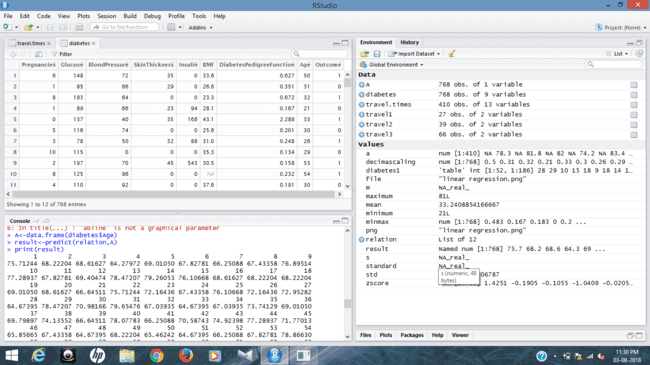 RStudio
File Edit Code View Plots Session Build Debug Profile Tools Help
Go to file/function
Addins
Project: (None)
travel.times
diabetes
Filter
Pregnancies Glucose BloodPressure SkinThickness Insulin BMI DiabetesPedigreeFunction Age Outcome
1 6 148 72 35 0 33.6 0.627 50 1
2 1 85 66 29 0 26.6 0.351 31 0
3 8 183 64 0 0 23.3 0.672 32 1
4 1 89 66 23 94 28.1 0.167 21 0
5 0 137 40 35 168 43.1 2.288 33 1
6 5 116 74 0 0 25.6 0.201 30 0
7 3 78 50 32 88 31.0 0.248 26 1
8 10 115 0 0 0 35.3 0.134 29 0
9 2 197 70 45 543 30.5 0.158 53 1
10 8 125 96 0 0 NA 0.232 54 1
11 4 110 92 0 0 37.6 0.191 30 0
Showing 1 to 12 of 768 entries
Console ~/
6: In title(...) : "abline" is not a graphical parameter
> A<-data.frame(diabetes$Age)
> result<-predict(relation,A)
> print(result)
1 2 3 4 5 6 7 8 9
75.71244 68.22204 68.61627 64.27972 69.01050 67.82781 66.25088 67.43358 76.89514
10 11 12 13 14 15 16 17 18
77.28937 67.82781 69.40474 78.47207 79.26053 76.10668 68.61627 68.22204 68.22204
19 20 21 22 23 24 25 26 27
69.01050 68.61627 66.64511 75.71244 72.16436 67.43358 76.10668 72.16436 72.95282
28 29 30 31 32 33 34 35 36
64.67395 78.47207 70.98166 79.65476 67.03935 64.67395 67.03935 73.74129 69.01050
37 38 39 40 41 42 43 44 45
69.79897 74.13552 66.64511 78.07783 66.25088 70.58743 74.92398 77.28937 71.77013
46 47 48 49 50 51 52 53 54
65.85665 67.43358 64.67395 68.22204 65.46242 64.67395 66.25088 67.82781 78.86630
Environment History
Import Dataset
List
Global Environment
Data
A 768 obs. of 1 variable
diabetes 768 obs. of 9 variables
travel.times 410 obs. of 13 variables
travel1 27 obs. of 2 variables
travel2 39 obs. of 2 variables
travel3 66 obs. of 2 variables
Values
a num [1:410] NA 78.3 NA 81.8 NA 82 NA 74.2 NA 83.4 ...
decimascaling num [1:768] 0.5 0.31 0.32 0.21 0.33 0.3 0.26 0.29 ...
diabetes1 'table' int [1:52, 1:186] 28 29 10 15 18 9 14 18 14 1...
file "linear regression.png"
m NA_real_
maximum 81L
mean 33.2408854166667
minimum 21L
minmax num [1:768] 0.483 0.167 0.183 0 0.2 ...
png "linear regression.png"
relation List of 12
result Named num [1:768] 75.7 68.2 68.6 64.3 69 ...
s NA_real_
standard NA_real_
s (numeric, 48 bytes)
std
06787
zscore
1.4251 -0.1905 -0.1055 -1.0409 -0.0205...
Files Plots Packages Help Viewer
11:30 PM
03-08-2018